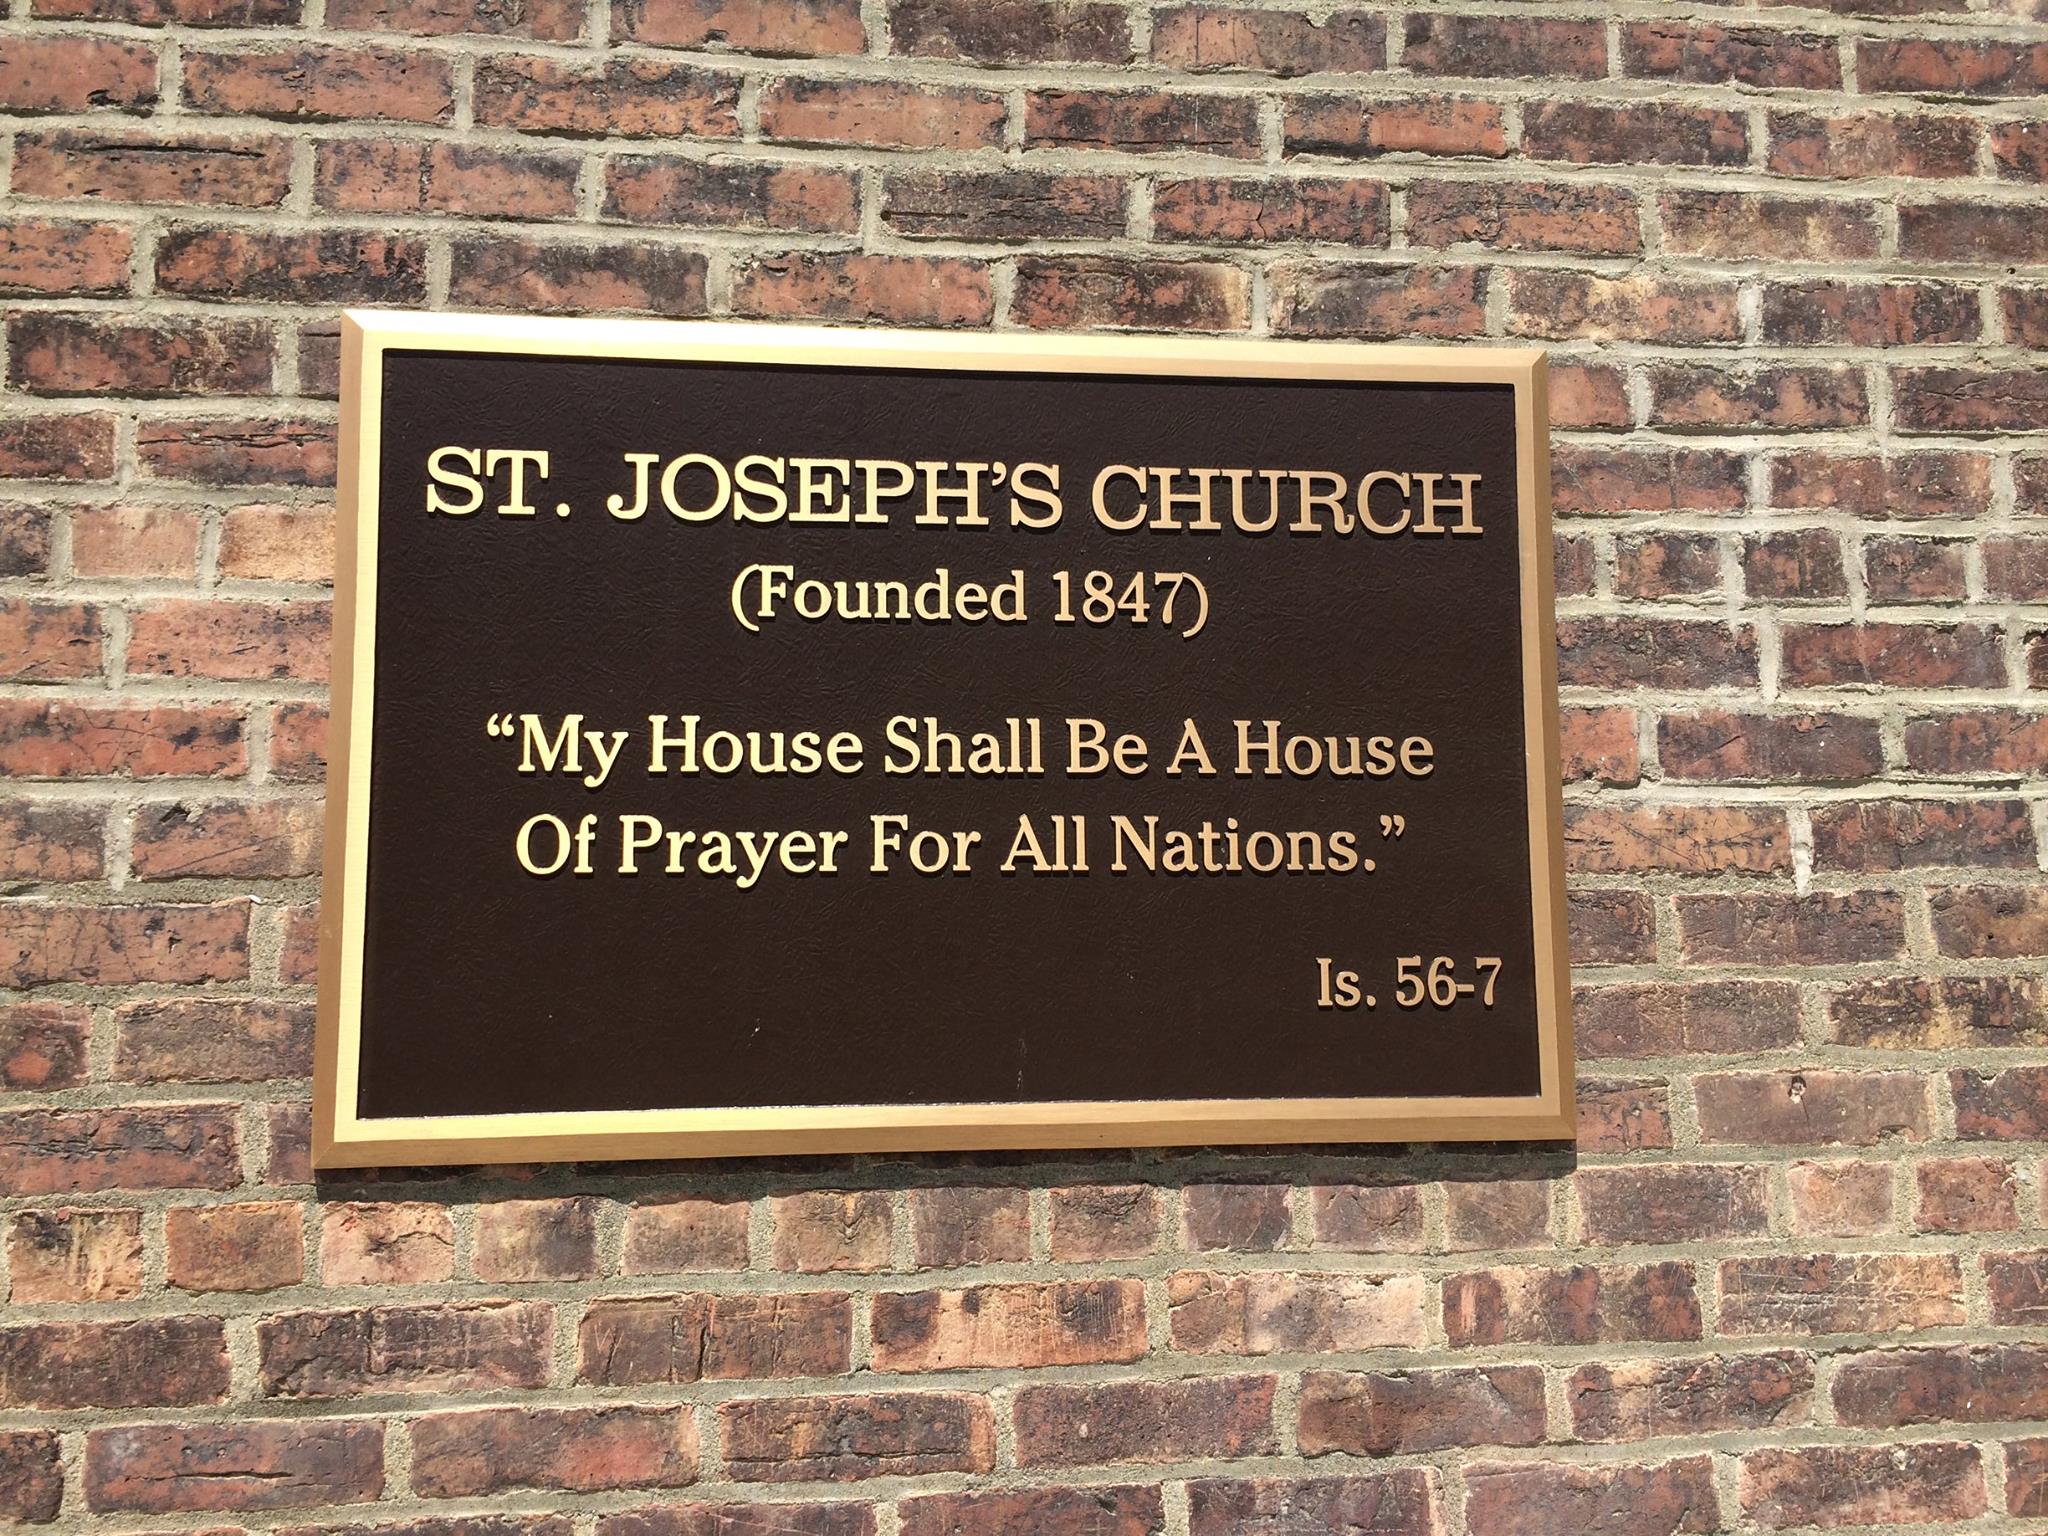 ST. JOSEPH'S CHURCH
(Founded 1847)
“My House Shall Be A House
Of Prayer For All Nations.”
Is. 56-7